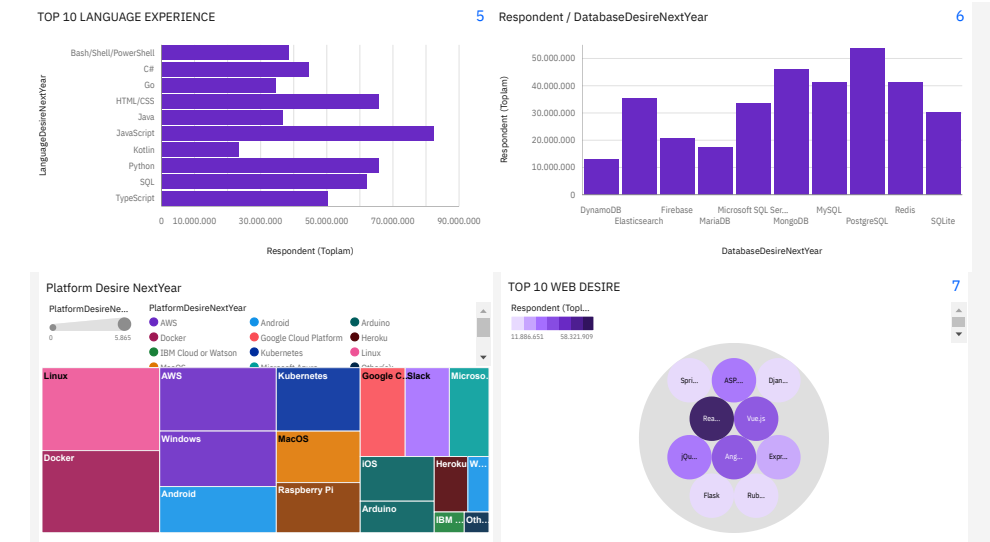 TOP 10 LANGUAGE EXPERIENCE
5
LanguageDesireNextYear
Bash/Shell/PowerShell
C#
Go
HTML/CSS
Java
JavaScript
Kotlin
Python
SQL
TypeScript
0 10.000.000 30.000.000 50.000.000 70.000.000 90.000.000
Respondent (Toplam)
Respondent / DatabaseDesireNextYear
6
Respondent (Toplam)
50.000.000
40.000.000
30.000.000
20.000.000
10.000.000
0
DynamoDB Firebase Microsoft SQL Ser... MySQL Redis
Elasticsearch MariaDB MongoDB PostgreSQL SQLite
DatabaseDesireNextYear
Platform Desire NextYear
PlatformDesireNe...
0 5.865
PlatformDesireNextYear
AWS Android Arduino
Docker Google Cloud Platform Heroku
IBM Cloud or Watson Kubernetes Linux
Linux
AWS
Kubernetes
Google C...
Slack
Microso...
Docker
Windows
MacOS
Android
Raspberry Pi
iOS
Arduino
Heroku
W...
IBM ...
Oth...
TOP 10 WEB DESIRE
7
Respondent (Topl...
11.886.651 58.321.909
Spri... ASP.... Djan...
Rea... Vue.js
jQu... Ang... Expr...
Flask Rub...